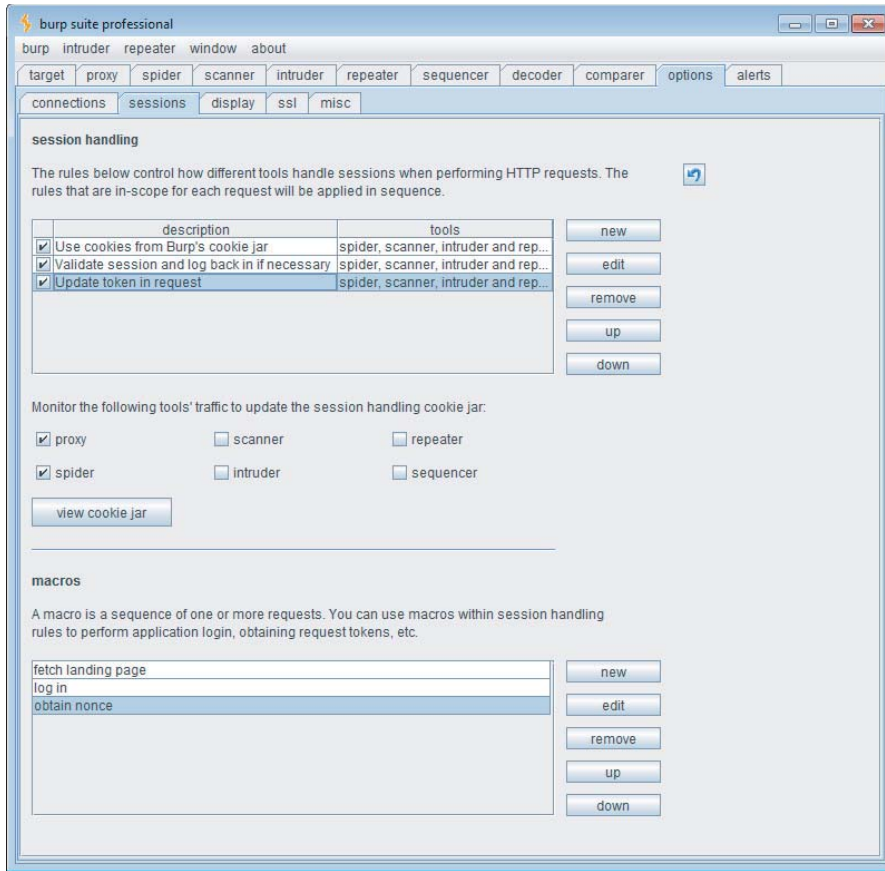 burp suite professional
burp intruder repeater window about
target proxy spider scanner intruder repeater sequencer decoder comparer options alerts
connections sessions display ssl misc
session handling
The rules below control how different tools handle sessions when performing HTTP requests. The
rules that are in-scope for each request will be applied in sequence.
description tools
Use cookies from Burp's cookie jar spider, scanner, intruder and rep...
Validate session and log back in if necessary spider, scanner, intruder and rep...
Update token in request spider, scanner, intruder and rep...
new
edit
remove
up
down
Monitor the following tools' traffic to update the session handling cookie jar:
proxy scanner repeater
spider intruder sequencer
view cookie jar
macros
A macro is a sequence of one or more requests. You can use macros within session handling
rules to perform application login, obtaining request tokens, etc.
fetch landing page
log in
obtain nonce
new
edit
remove
up
down